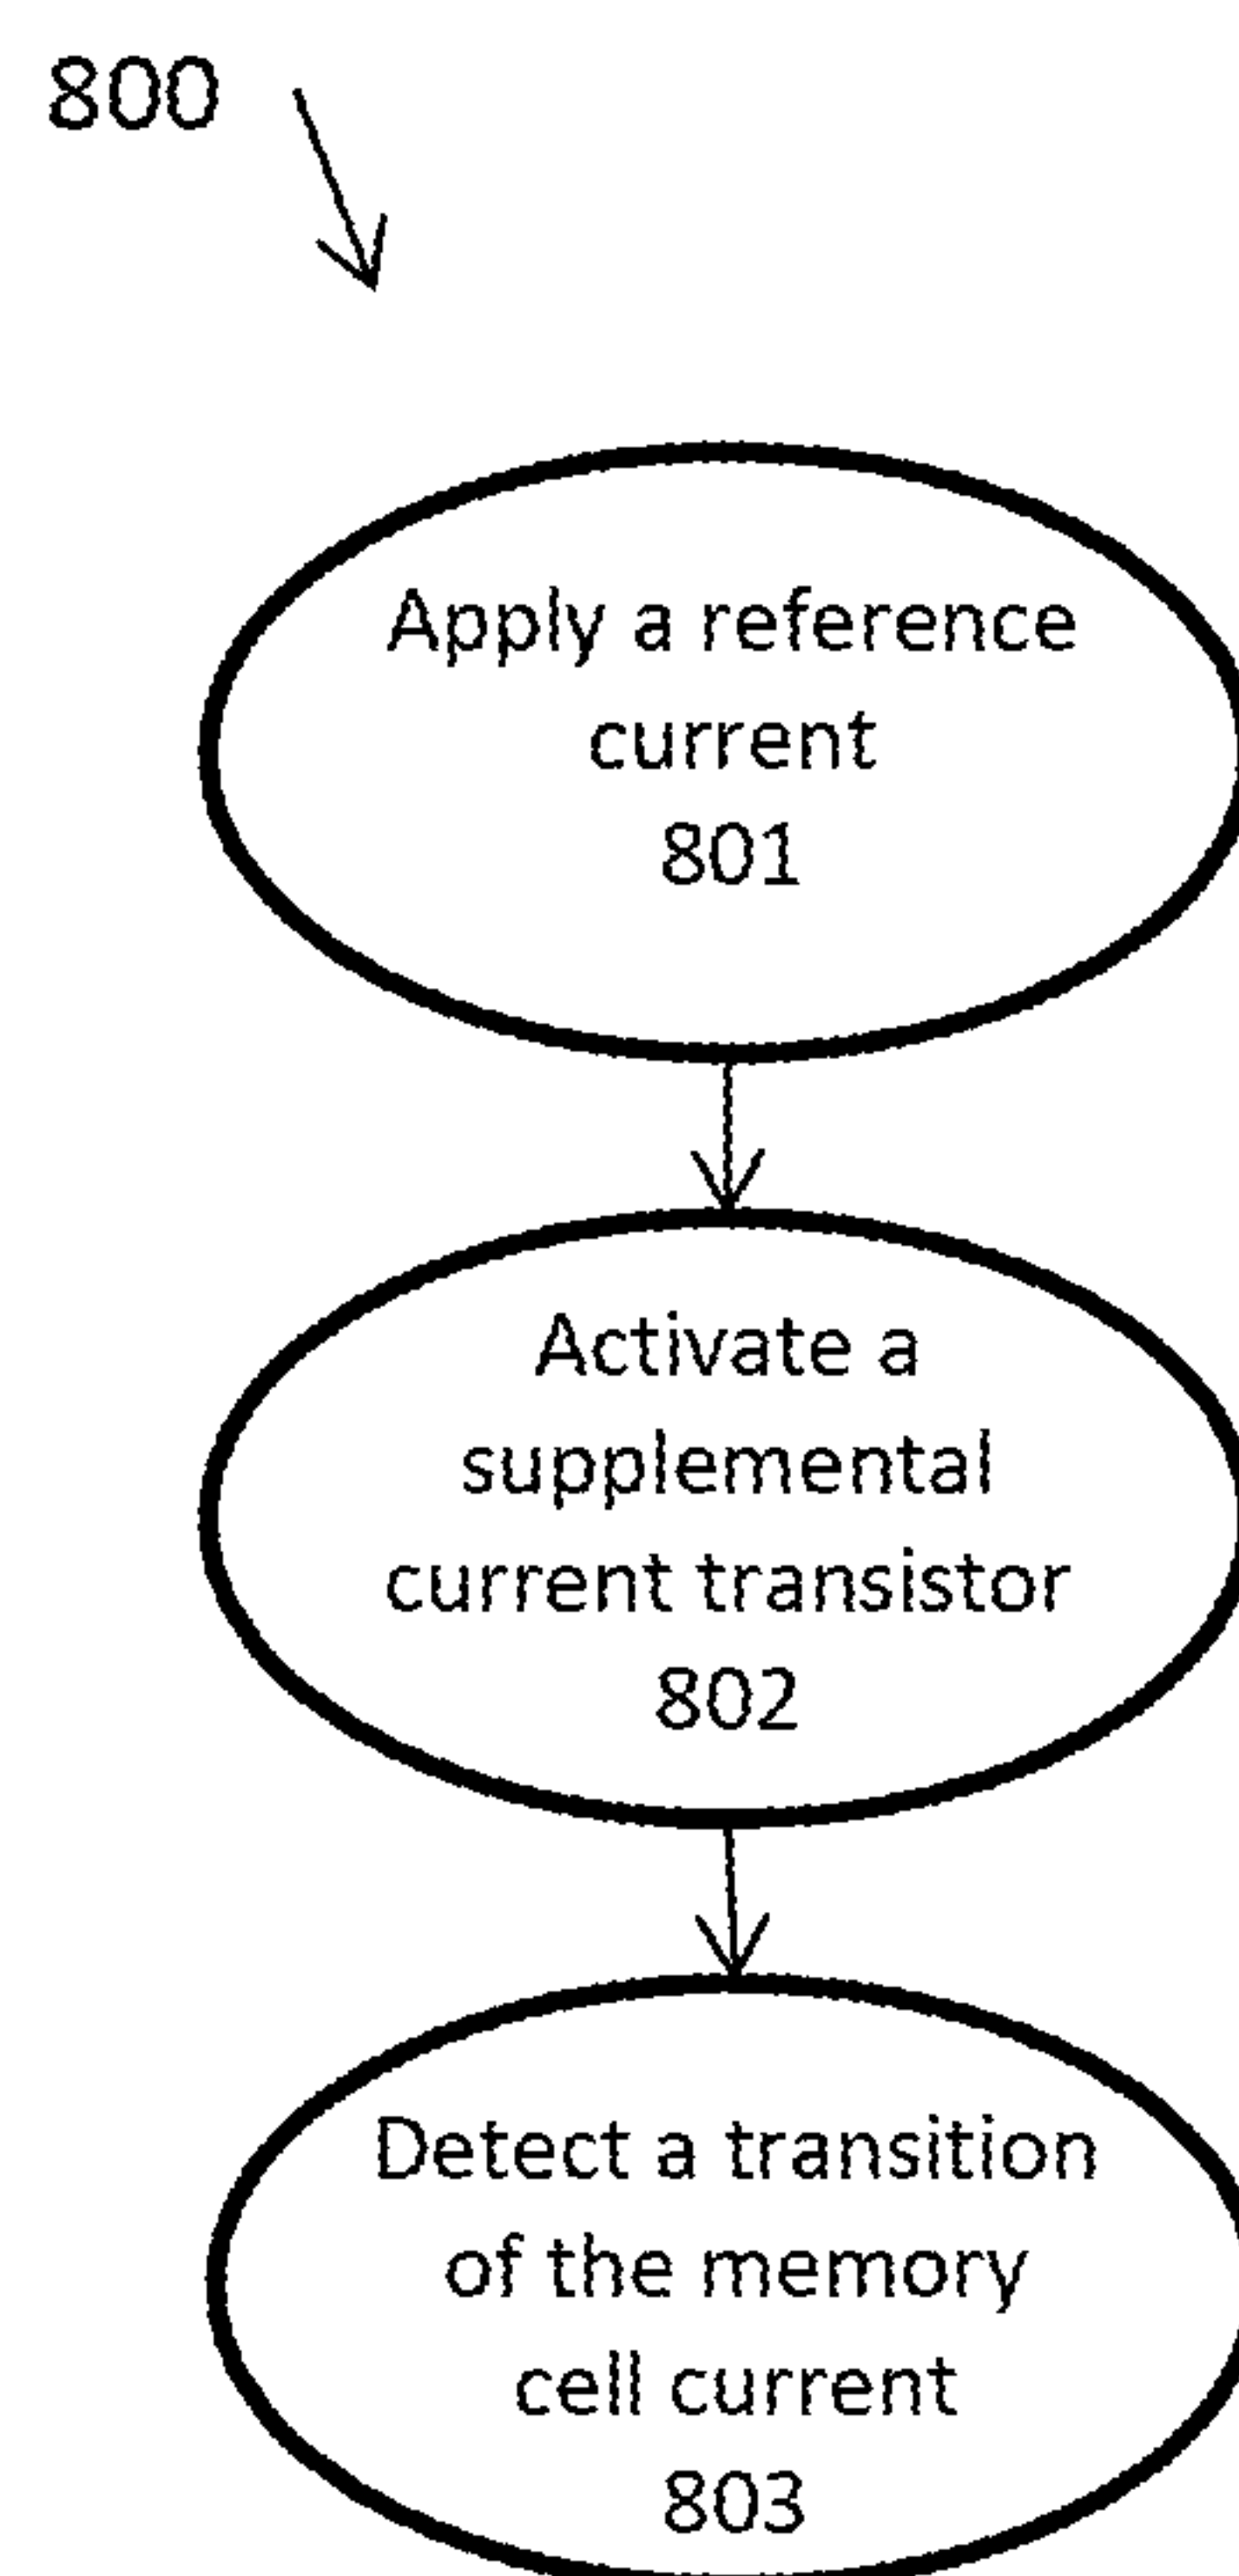 800
Apply a reference
current
801
Activate a
supplemental
current transistor
802
Detect a transition
of the memory
cell current
803